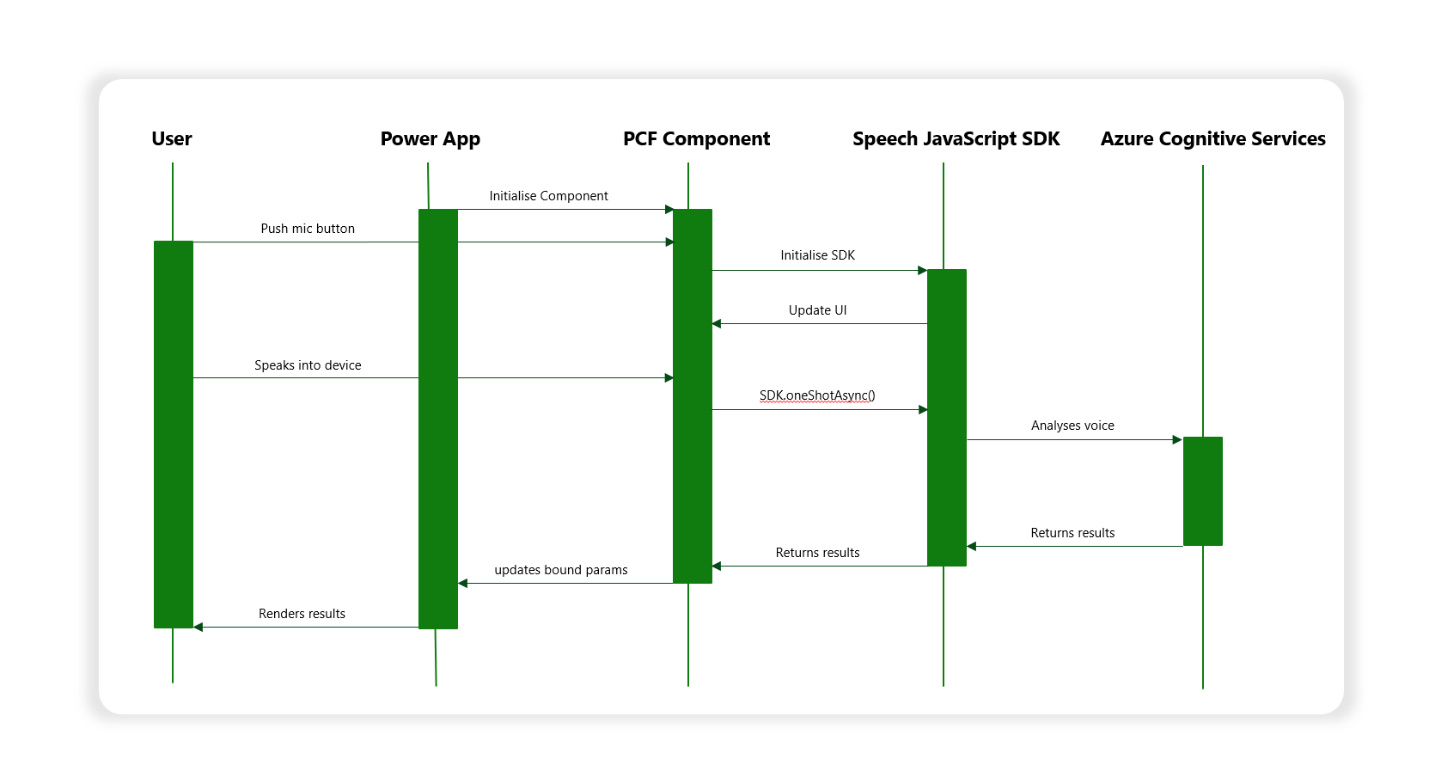 User
Power App
PCF Component
Speech JavaScript SDK
Azure Cognitive Services
Initialise Component
Push mic button
Initialise SDK
Update UI
Speaks into device
SDK.oneShotAsync()
Analyses voice
Returns results
Returns results
updates bound params
Renders results